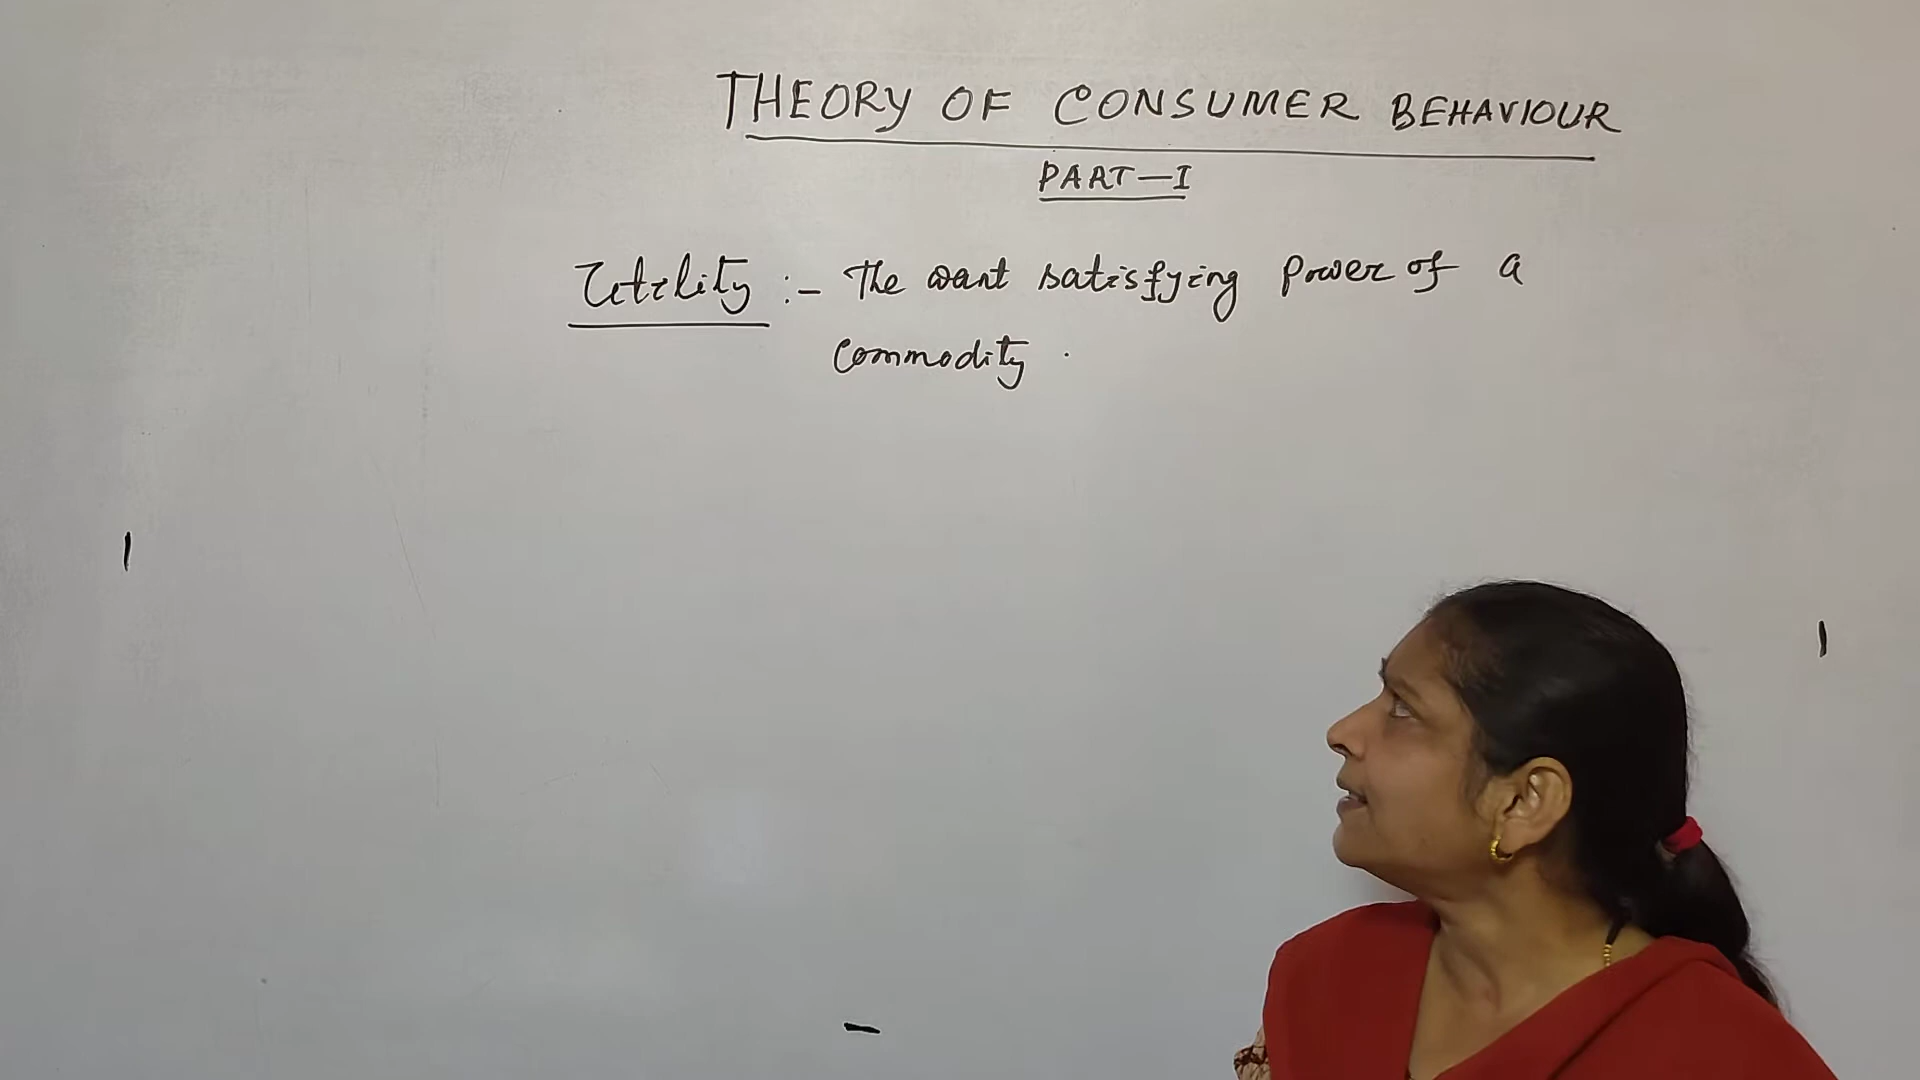 THEORY OF CONSUMER BEHAVIOUR
PART-I
Utility :- The want satisfying Power of a
Commodity .